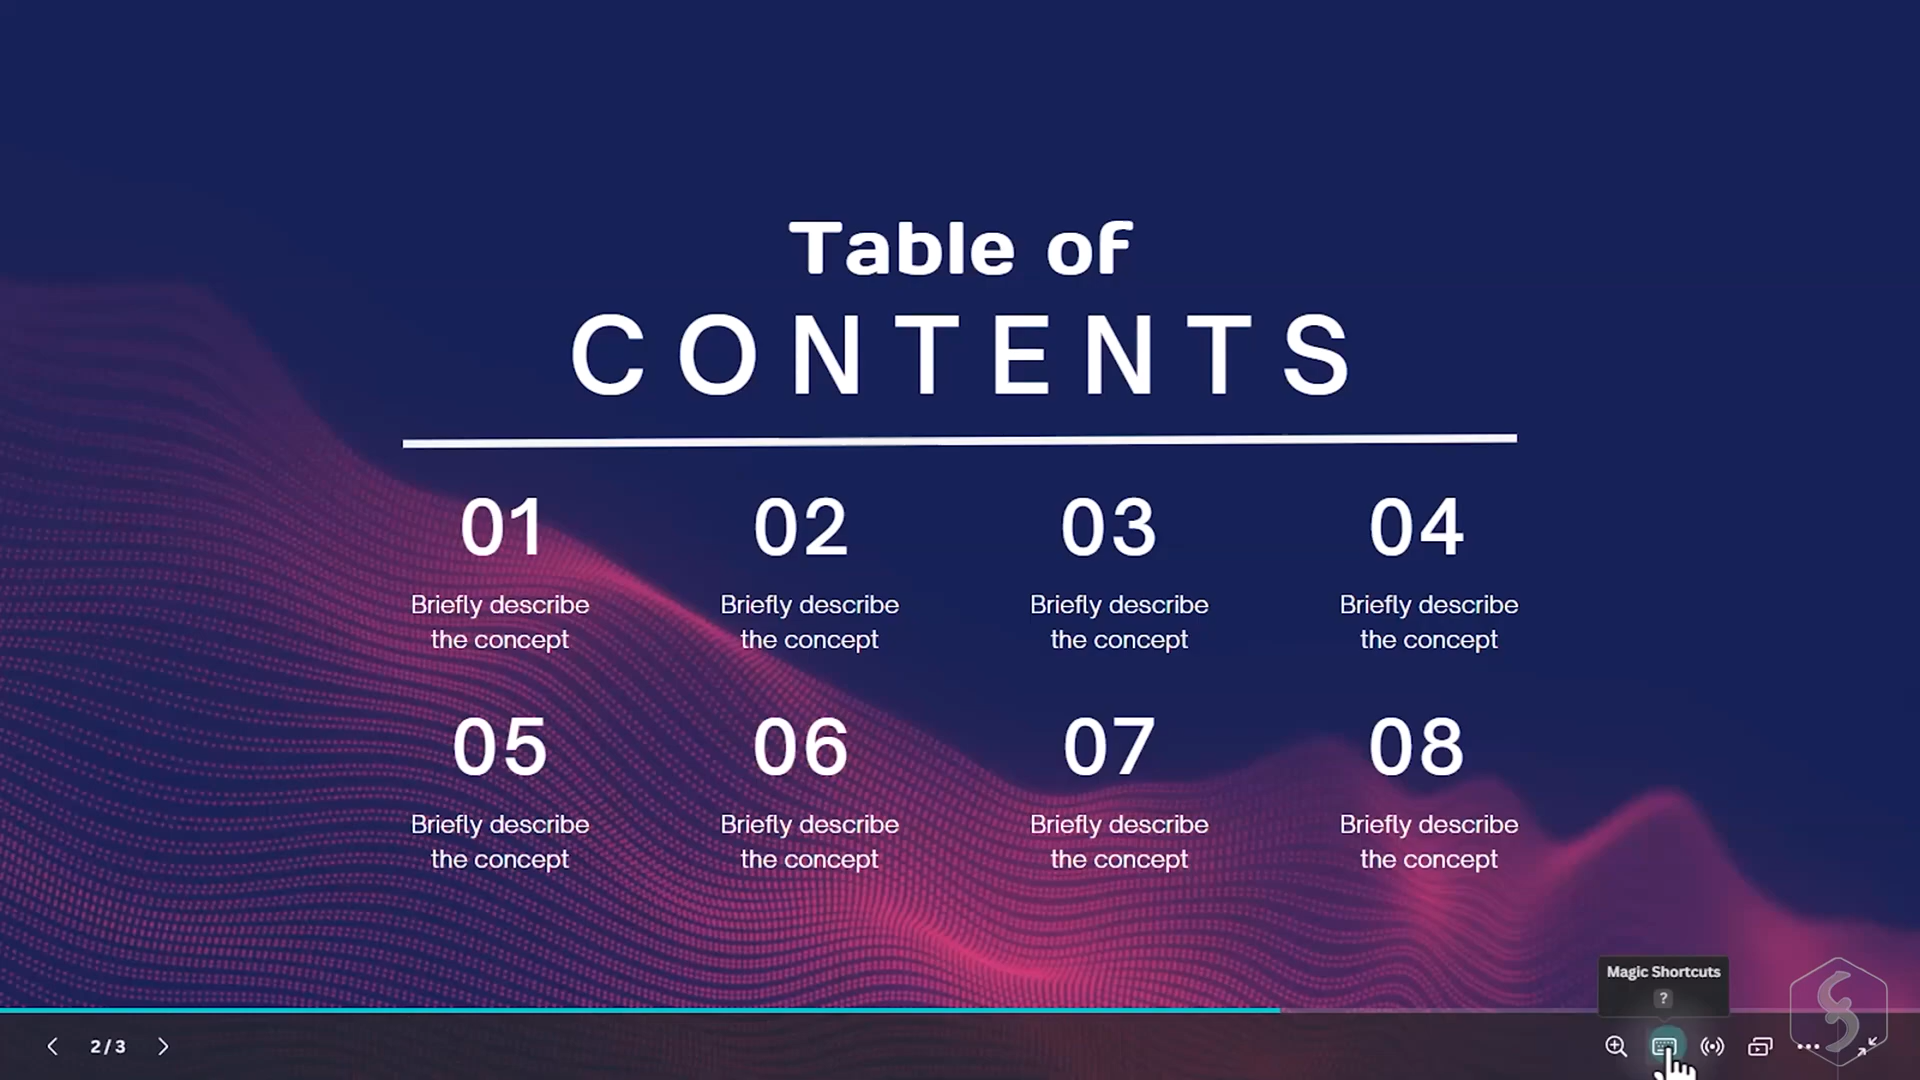 Table of
CONTENTS
01 02 03 04
Briefly describe Briefly describe Briefly describe Briefly describe
the concept the concept the concept the concept
05 06 07 08
Briefly describe Briefly describe Briefly describe Briefly describe
the concept the concept the concept the concept
Magic Shortcuts
?
2/3